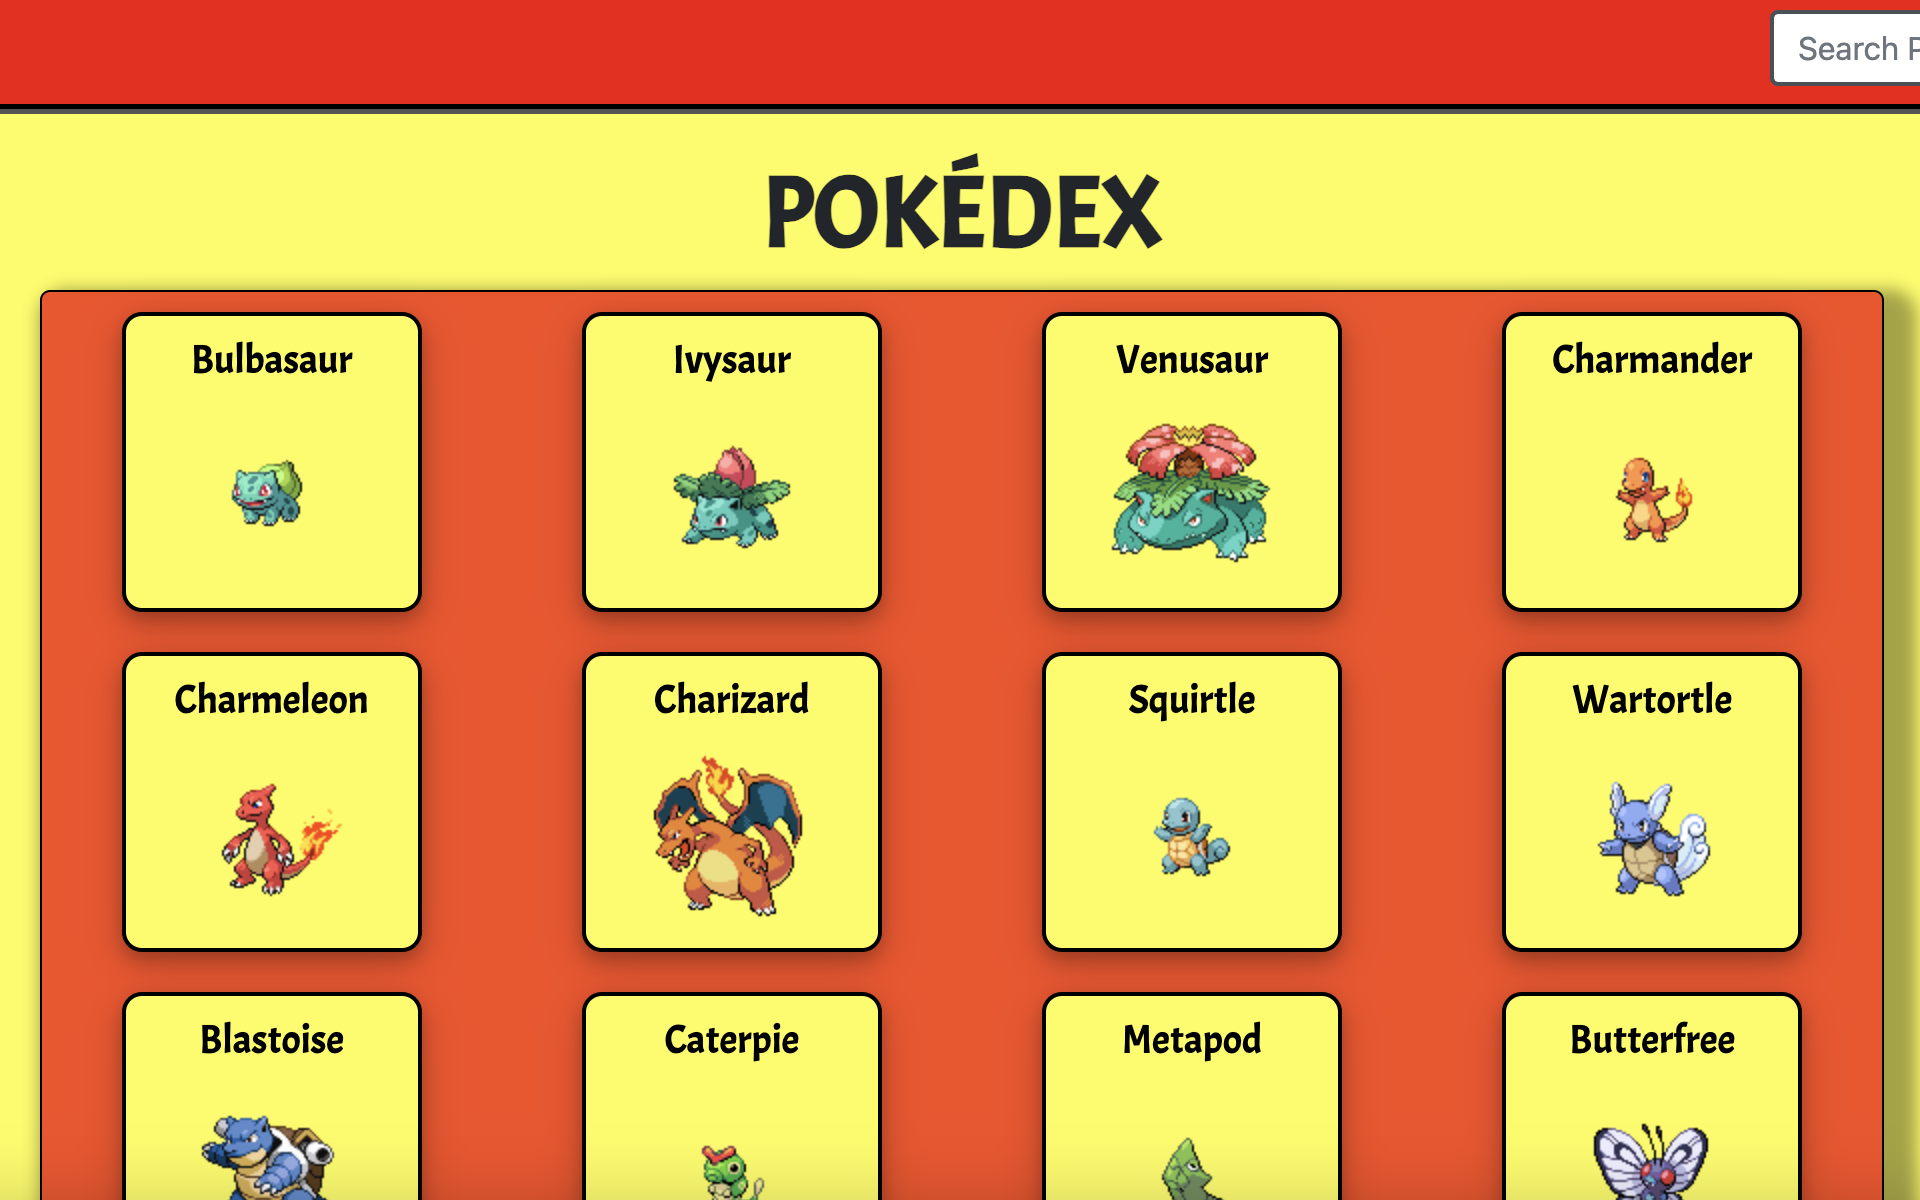 Search
POKÉDEX
Bulbasaur
Ivysaur
Venusaur
Charmander
Charmeleon
Charizard
Squirtle
Wartortle
Blastoise
Caterpie
Metapod
Butterfree